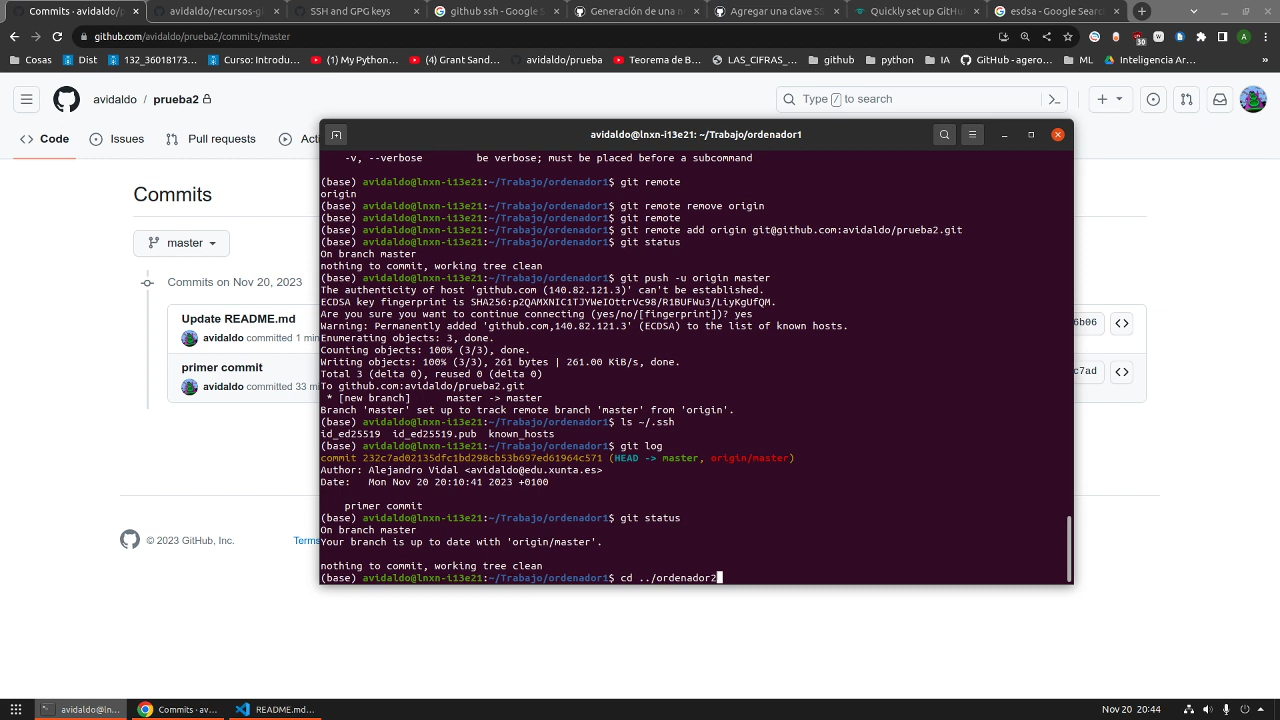 Commits · avidaldo/p
avidaldo/recursos-gi
SSH and GPG keys
github ssh - Google S
Generación de una n
Agregar una clave SS
Quickly set up GitHu
esdsa - Google Searc
github.com/avidaldo/prueba2/commits/master
30
Cosas
Dist
132_36018173...
Curso: Introdu...
(1) My Python...
(4) Grant Sand...
avidaldo/prueba
Teorema de B...
LAS_CIFRAS_...
github
python
IA
GitHub - agero...
ML
Inteligencia Ar...
»
avidaldo / prueba2
Type / to search
Code
Issues
Pull requests
Acti
Commits
master
Commits on Nov 20, 2023
Update README.md
avidaldo committed 1 min
6b06
primer commit
avidaldo committed 33 mi
c7ad
© 2023 GitHub, Inc.
Terms
avidaldo@lnxn-i13e21: ~/Trabajo/ordenador1
-v, --verbose be verbose; must be placed before a subcommand
(base) avidaldo@lnxn-i13e21:~/Trabajo/ordenador1$ git remote
origin
(base) avidaldo@lnxn-i13e21:~/Trabajo/ordenador1$ git remote remove origin
(base) avidaldo@lnxn-i13e21:~/Trabajo/ordenador1$ git remote
(base) avidaldo@lnxn-i13e21:~/Trabajo/ordenador1$ git remote add origin git@github.com:avidaldo/prueba2.git
(base) avidaldo@lnxn-i13e21:~/Trabajo/ordenador1$ git status
On branch master
nothing to commit, working tree clean
(base) avidaldo@lnxn-i13e21:~/Trabajo/ordenador1$ git push -u origin master
The authenticity of host 'github.com (140.82.121.3)' can't be established.
ECDSA key fingerprint is SHA256:p2QAMXNIC1TJYWeIOttrVc98/R1BUFWu3/LiyKgUfQM.
Are you sure you want to continue connecting (yes/no/[fingerprint])? yes
Warning: Permanently added 'github.com,140.82.121.3' (ECDSA) to the list of known hosts.
Enumerating objects: 3, done.
Counting objects: 100% (3/3), done.
Writing objects: 100% (3/3), 261 bytes | 261.00 KiB/s, done.
Total 3 (delta 0), reused 0 (delta 0)
To github.com:avidaldo/prueba2.git
* [new branch] master -> master
Branch 'master' set up to track remote branch 'master' from 'origin'.
(base) avidaldo@lnxn-i13e21:~/Trabajo/ordenador1$ ls ~/.ssh
id_ed25519 id_ed25519.pub known_hosts
(base) avidaldo@lnxn-i13e21:~/Trabajo/ordenador1$ git log
commit 232c7ad02135dfc1bd298cb53b697ed61964c571 (HEAD -> master, origin/master)
Author: Alejandro Vidal <avidaldo@edu.xunta.es>
Date: Mon Nov 20 20:10:41 2023 +0100
primer commit
(base) avidaldo@lnxn-i13e21:~/Trabajo/ordenador1$ git status
On branch master
Your branch is up to date with 'origin/master'.
nothing to commit, working tree clean
(base) avidaldo@lnxn-i13e21:~/Trabajo/ordenador1$ cd ../ordenador2
avidaldo@ln...
Commits · av...
README.md...
Nov 20 20:44